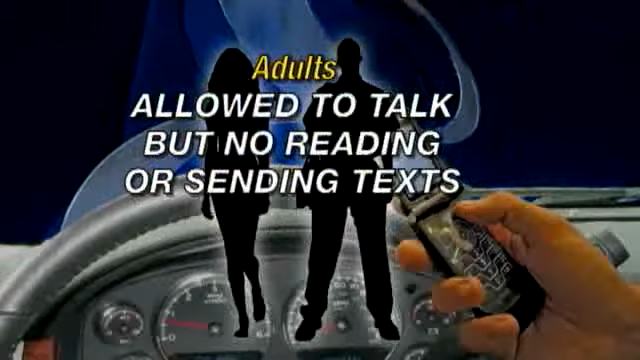 Adults
ALLOWED TO TALK
BUT NO READING
OR SENDING TEXTS